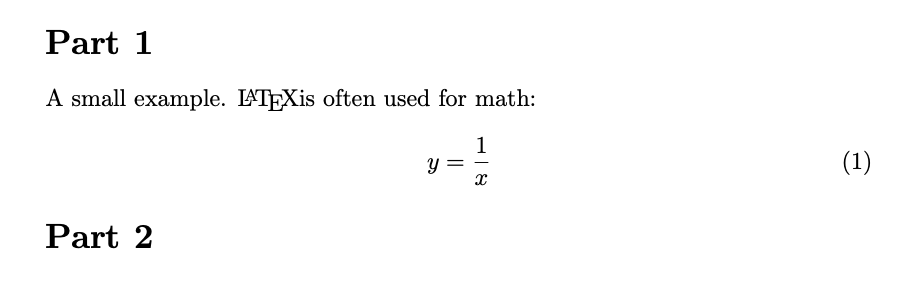 Part 1
A small example. LATEXis often used for math:
y = 1/x (1)
Part 2